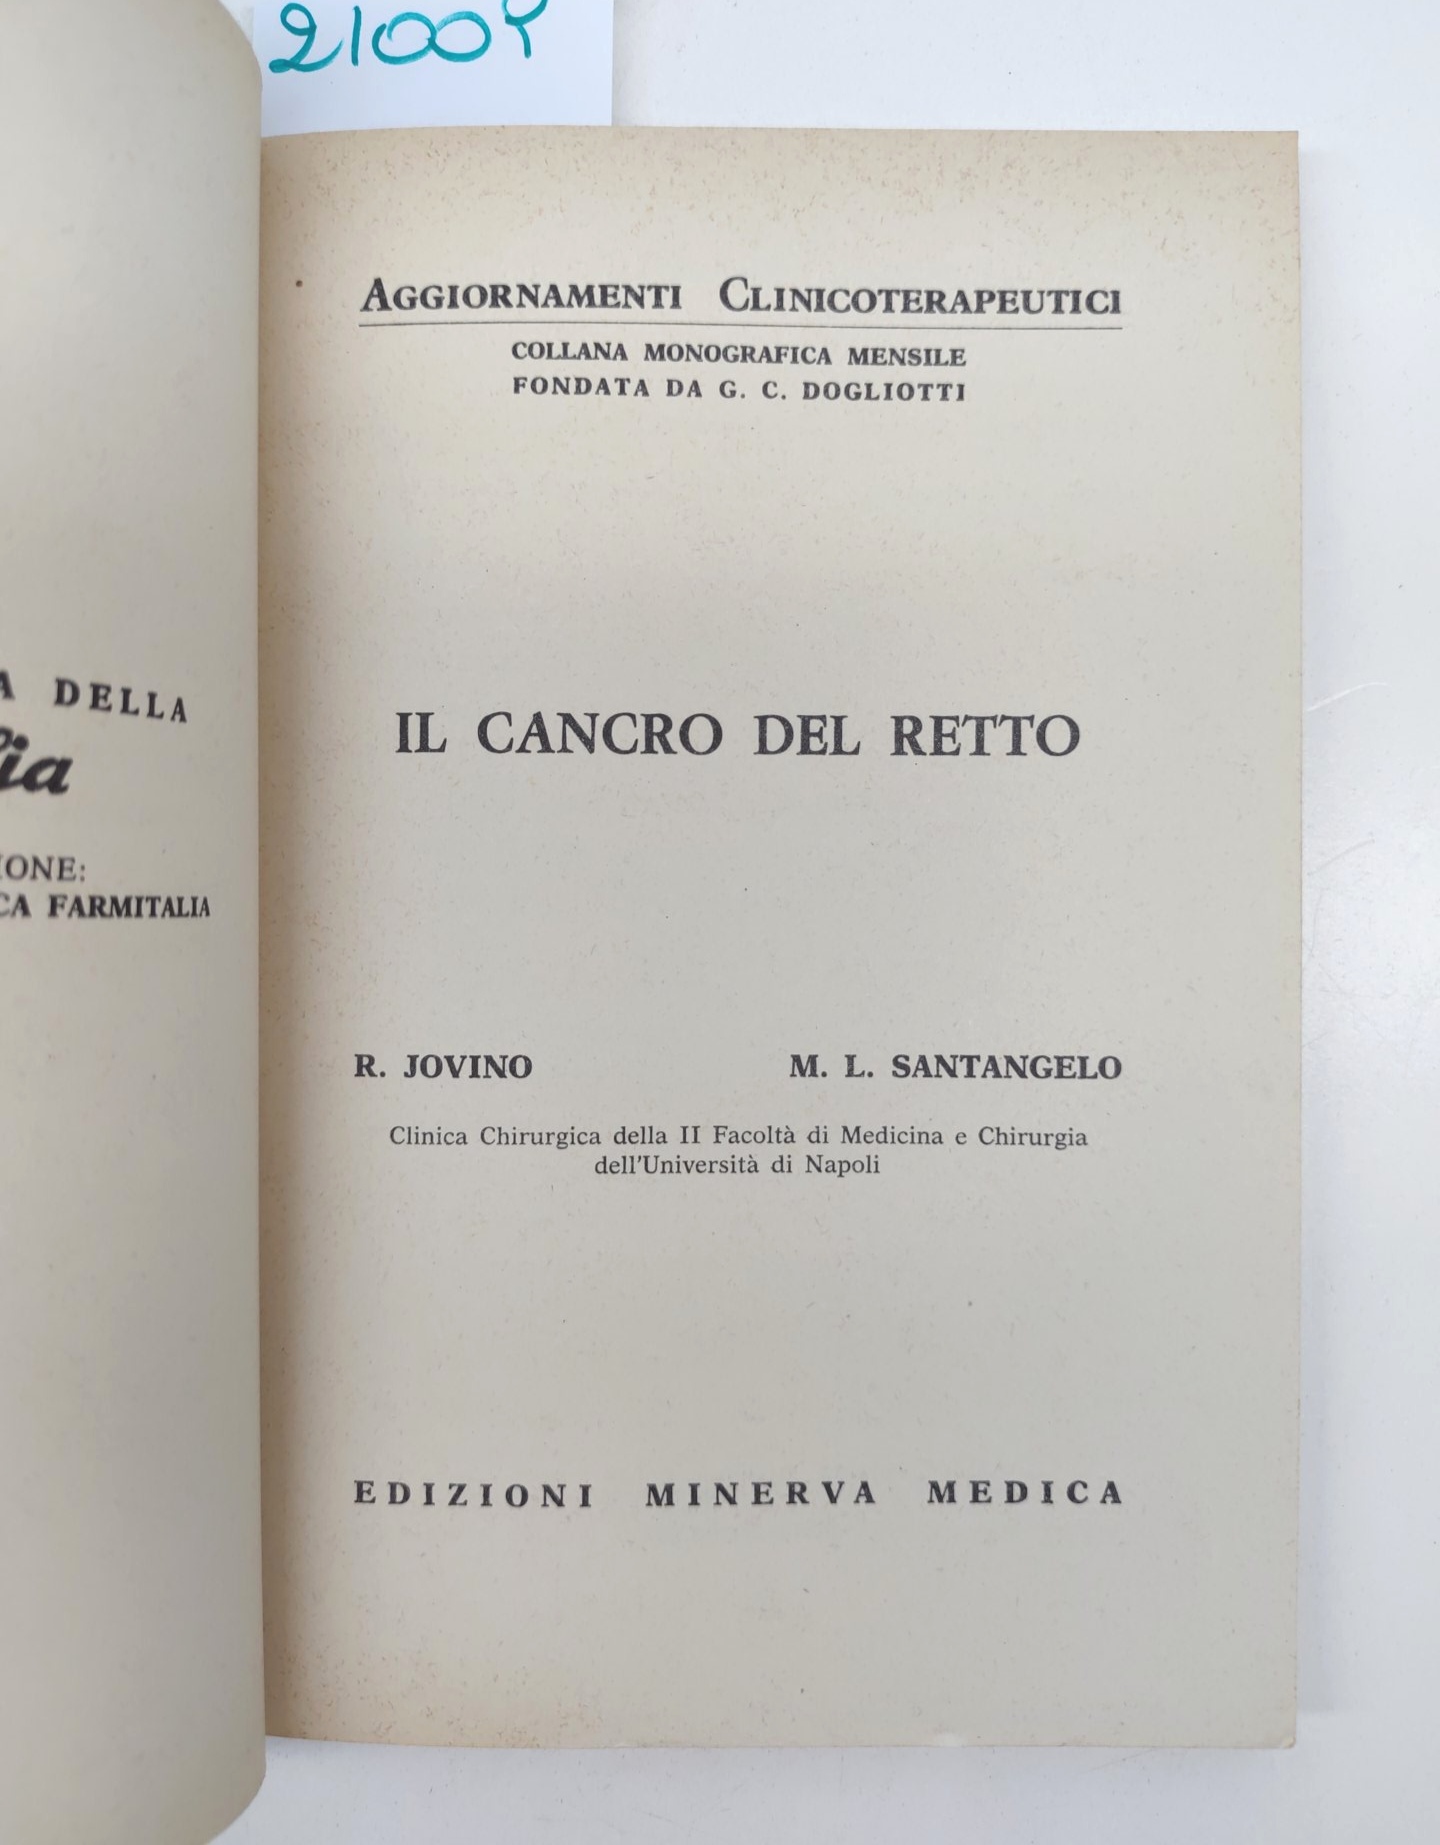 21009
A DELLA
IONE:
CA FARMITALIA
AGGIORNAMENTI CLINICOTERAPEUTICI
COLLANA MONOGRAFICA MENSILE
FONDATA DA G. C. DOGLIOTTI
IL CANCRO DEL RETTO
R. JOVINO M. L. SANTANGELO
Clinica Chirurgica della II Facoltà di Medicina e Chirurgia
dell'Università di Napoli
EDIZIONI MINERVA MEDICA